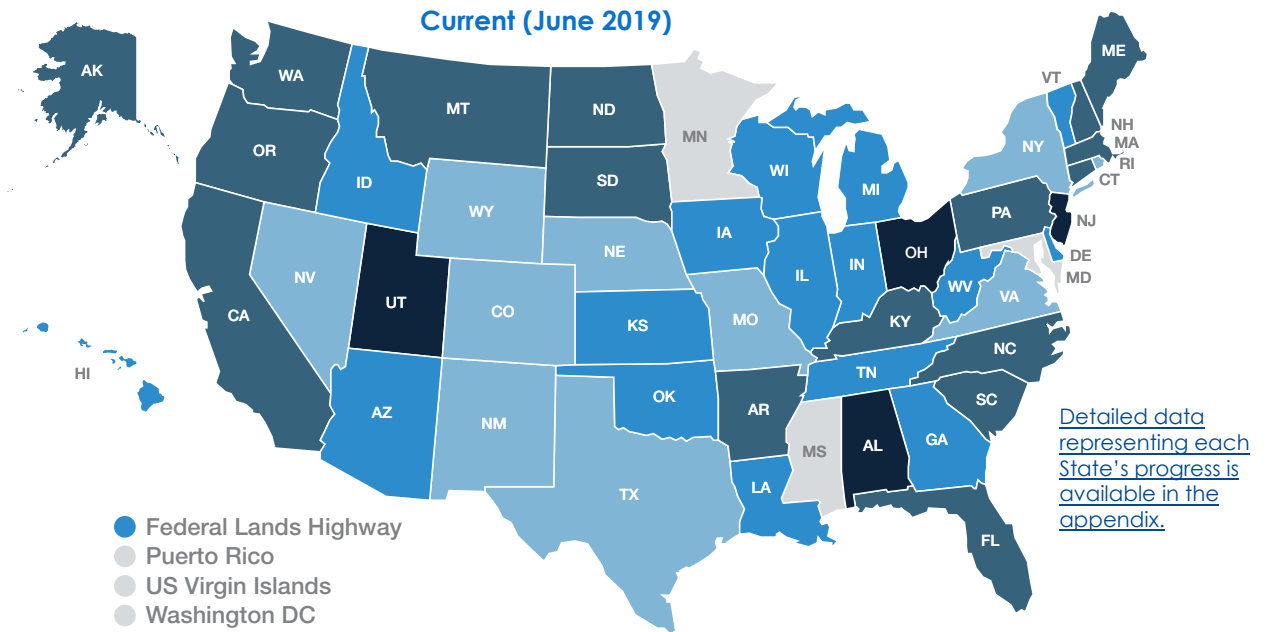 Current (June 2019)
AK
WA
MT
ND
MN
ME
VT
NH
MA
RI
CT
OR
ID
SD
WI
MI
NY
WY
IA
PA
NJ
NV
UT
NE
IL
IN
OH
DE
MD
CA
CO
KS
MO
WV
VA
KY
HI
AZ
NM
OK
AR
TN
NC
SC
TX
LA
MS
AL
GA
FL
Detailed data
representing each
State’s progress is
available in the
appendix.
Federal Lands Highway
Puerto Rico
US Virgin Islands
Washington DC